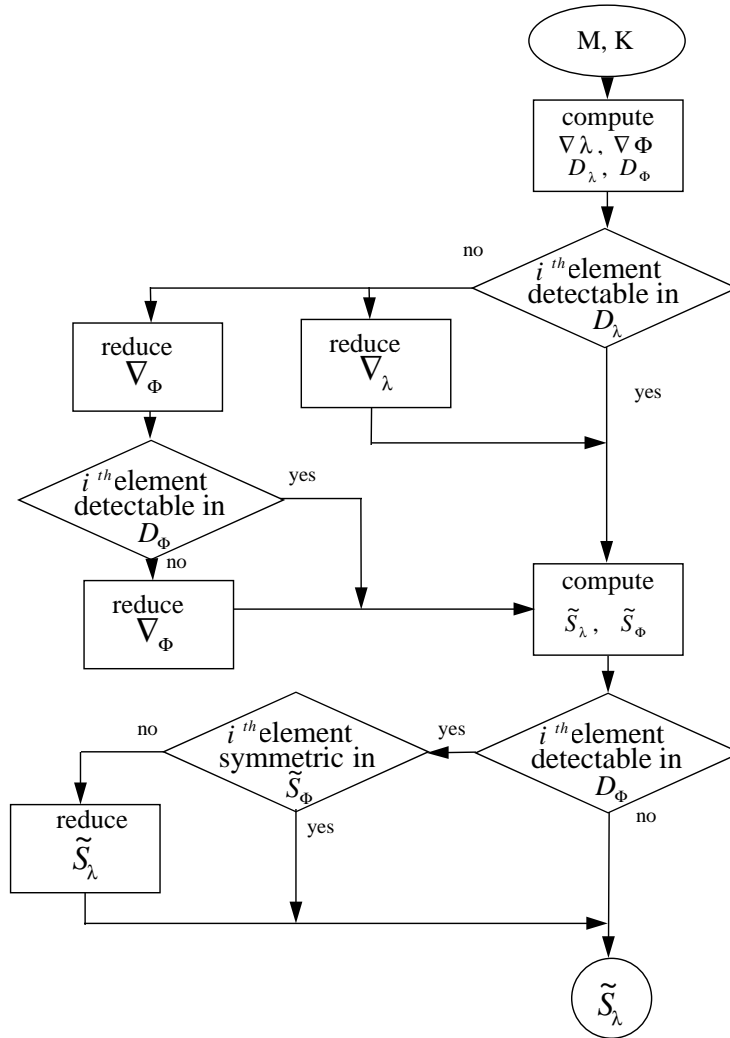 M, K
compute
∇λ, ∇Φ
D_λ, D_Φ
no
i^th element
detectable in
D_λ
reduce
∇_Φ
reduce
∇_λ
yes
i^th element
detectable in
D_Φ
yes
no
reduce
∇_Φ
compute
S̃_λ, S̃_Φ
no
i^th element
symmetric in
S̃_Φ
yes
i^th element
detectable in
D_Φ
reduce
S̃_λ
yes
no
S̃_λ